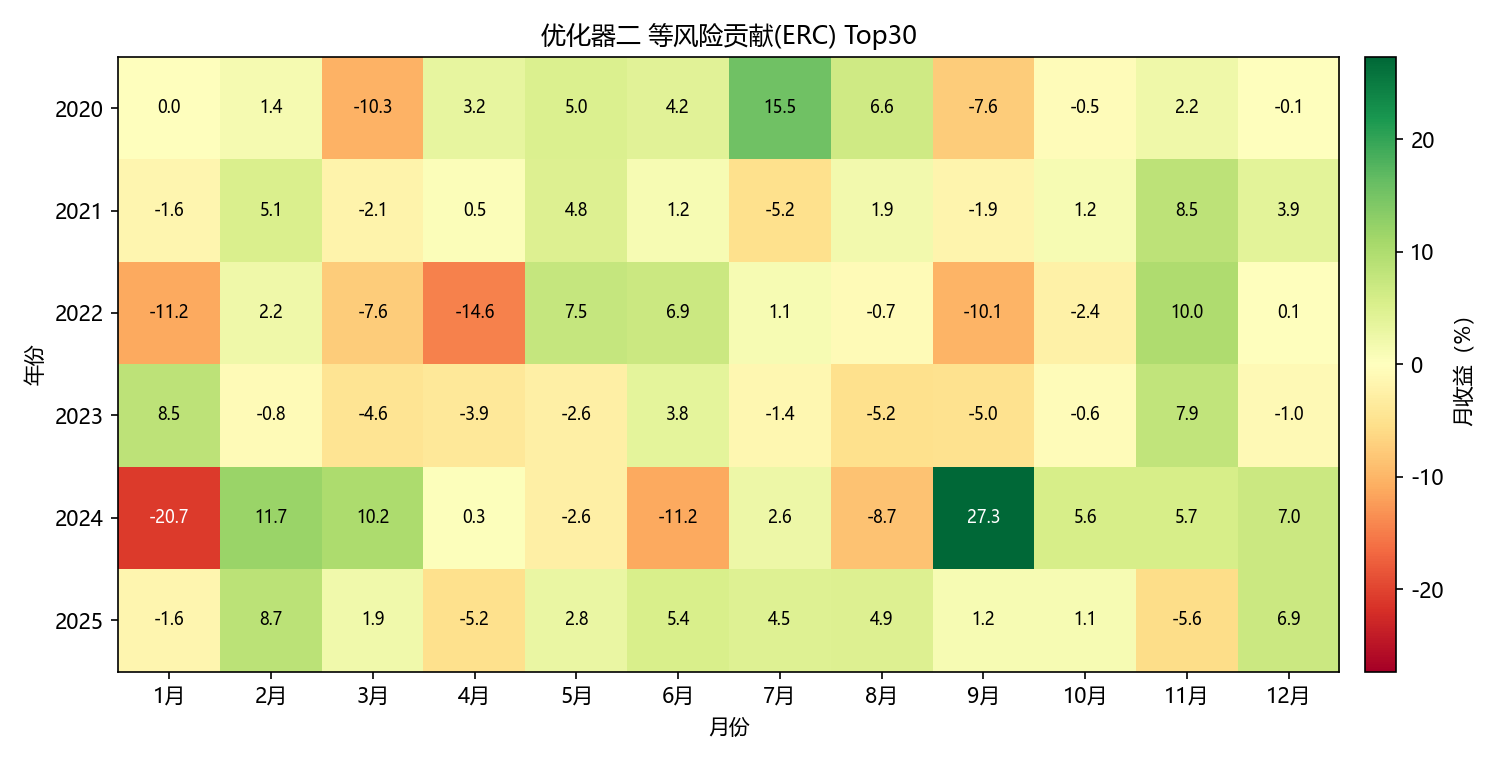 优化器二 等风险贡献(ERC) Top30
年份
2020 0.0 1.4 -10.3 3.2 5.0 4.2 15.5 6.6 -7.6 -0.5 2.2 -0.1
2021 -1.6 5.1 -2.1 0.5 4.8 1.2 -5.2 1.9 -1.9 1.2 8.5 3.9
2022 -11.2 2.2 -7.6 -14.6 7.5 6.9 1.1 -0.7 -10.1 -2.4 10.0 0.1
2023 8.5 -0.8 -4.6 -3.9 -2.6 3.8 -1.4 -5.2 -5.0 -0.6 7.9 -1.0
2024 -20.7 11.7 10.2 0.3 -2.6 -11.2 2.6 -8.7 27.3 5.6 5.7 7.0
2025 -1.6 8.7 1.9 -5.2 2.8 5.4 4.5 4.9 1.2 1.1 -5.6 6.9
1月 2月 3月 4月 5月 6月 7月 8月 9月 10月 11月 12月
月份
20
10
0
-10
-20
月收益 (%)